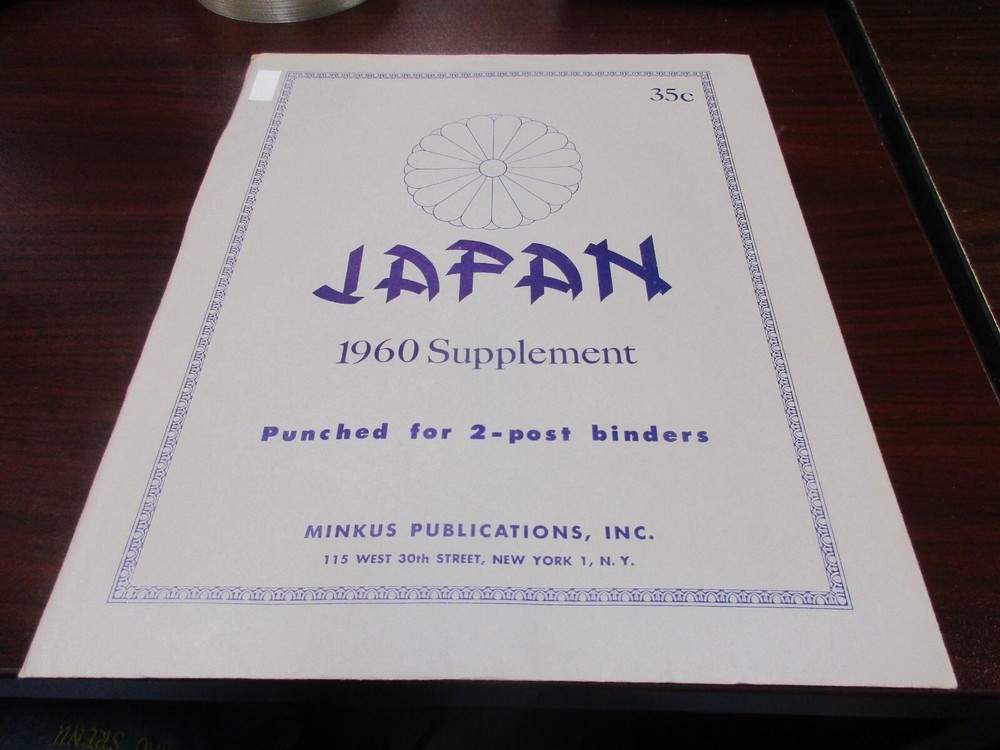 35c
JAPAN
1960 Supplement
Punched for 2-post binders
MINKUS PUBLICATIONS, INC.
115 WEST 30th STREET, NEW YORK 1, N. Y.